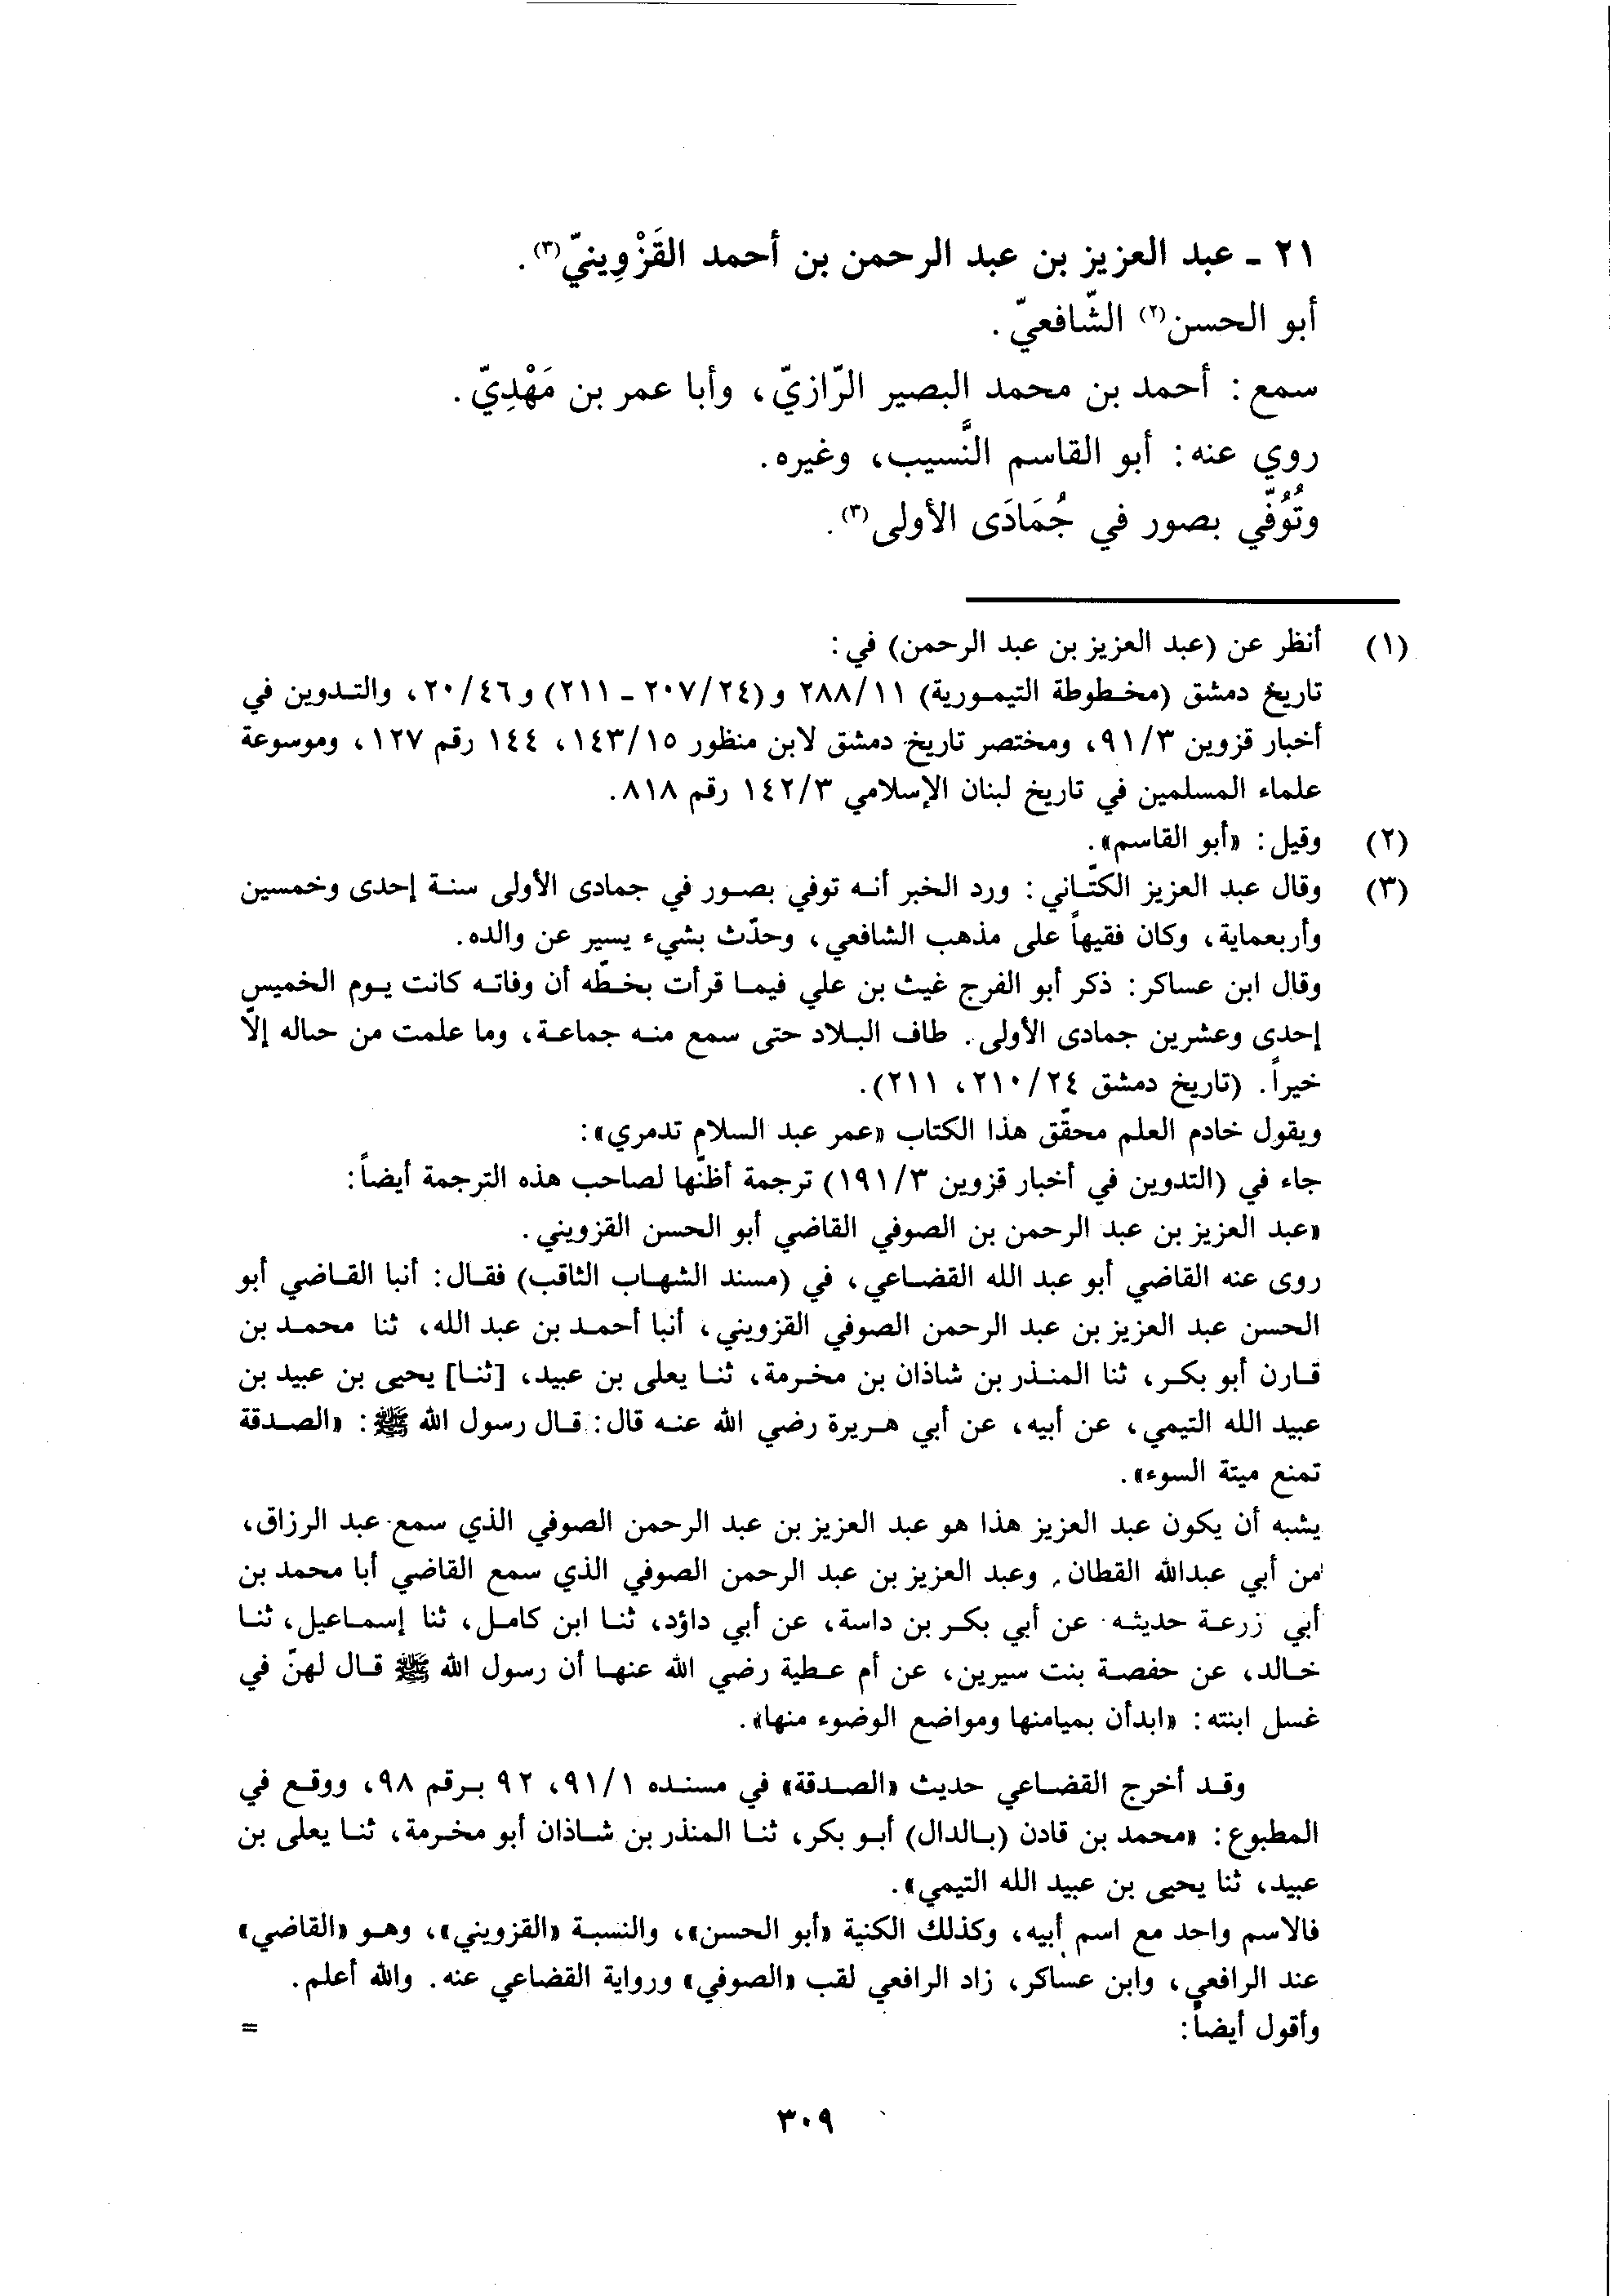 ٢١ - عبد العزيز بن عبد الرحمن بن أحمد القَزْوِينيّ(٣).
أبو الحسن(٢) الشّافعيّ.
سمع: أحمد بن محمد البصير الرّازيّ، وأبا عمر بن مَهْدِيّ.
روي عنه: أبو القاسم النَّسيب، وغيره.
وتُوُفّي بصور في جُمَادَى الأولى(٣).
(١) أنظر عن (عبد العزيز بن عبد الرحمن) في:
تاريخ دمشق (مخطوطة التيمورية) ٢٨٨/١١ و(٢٠٧/٢٤ - ٢١١) و٢٠/٤٦، والتدوين في
أخبار قزوين ٩١/٣، ومختصر تاريخ دمشق لابن منظور ١٤٣/١٥، ١٤٤ رقم ١٢٧، وموسوعة
علماء المسلمين في تاريخ لبنان الإسلامي ١٤٢/٣ رقم ٨١٨.
(٢) وقيل: «أبو القاسم».
(٣) وقال عبد العزيز الكتّاني: ورد الخبر أنه توفي بصور في جمادى الأولى سنة إحدى وخمسين
وأربعماية، وكان فقيهاً على مذهب الشافعي، وحدّث بشيء يسير عن والده.
وقال ابن عساكر: ذكر أبو الفرج غيث بن علي فيما قرأت بخطّه أن وفاته كانت يوم الخميس
إحدى وعشرين جمادى الأولى. طاف البلاد حتى سمع منه جماعة، وما علمت من حاله إلّا
خيراً. (تاريخ دمشق ٢١٠/٢٤، ٢١١).
ويقول خادم العلم محقّق هذا الكتاب «عمر عبد السلام تدمري»:
جاء في (التدوين في أخبار قزوين ١٩١/٣) ترجمة أظنّها لصاحب هذه الترجمة أيضاً:
«عبد العزيز بن عبد الرحمن بن الصوفي القاضي أبو الحسن القزويني.
روى عنه القاضي أبو عبد الله القضاعي، في (مسند الشهاب الثاقب) فقال: أنبا القاضي أبو
الحسن عبد العزيز بن عبد الرحمن الصوفي القزويني، أنبا أحمد بن عبد الله، ثنا محمد بن
قارن أبو بكر، ثنا المنذر بن شاذان بن مخرمة، ثنا يعلى بن عبيد، [ثنا] يحيى بن عبيد بن
عبيد الله التيمي، عن أبيه، عن أبي هريرة رضي الله عنه قال: قال رسول الله ﷺ: «الصدقة
تمنع ميتة السوء».
يشبه أن يكون عبد العزيز هذا هو عبد العزيز بن عبد الرحمن الصوفي الذي سمع عبد الرزاق،
من أبي عبدالله القطان, وعبد العزيز بن عبد الرحمن الصوفي الذي سمع القاضي أبا محمد بن
أبي زرعة حديثه عن أبي بكر بن داسة، عن أبي داؤد، ثنا ابن كامل، ثنا إسماعيل، ثنا
خالد، عن حفصة بنت سيرين، عن أم عطية رضي الله عنها أن رسول الله ﷺ قال لهنّ في
غسل ابنته: «ابدأن بميامنها ومواضع الوضوء منها».
وقد أخرج القضاعي حديث «الصدقة» في مسنده ٩١/١، ٩٢ برقم ٩٨، ووقع في
المطبوع: «محمد بن قادن (بالدال) أبو بكر، ثنا المنذر بن شاذان أبو مخرمة، ثنا يعلى بن
عبيد، ثنا يحيى بن عبيد الله التيمي».
فالاسم واحد مع اسم أبيه، وكذلك الكنية «أبو الحسن»، والنسبة «القزويني»، وهو «القاضي»
عند الرافعي، وابن عساكر، زاد الرافعي لقب «الصوفي» ورواية القضاعي عنه. والله أعلم.
وأقول أيضاً: =
٣٠٩